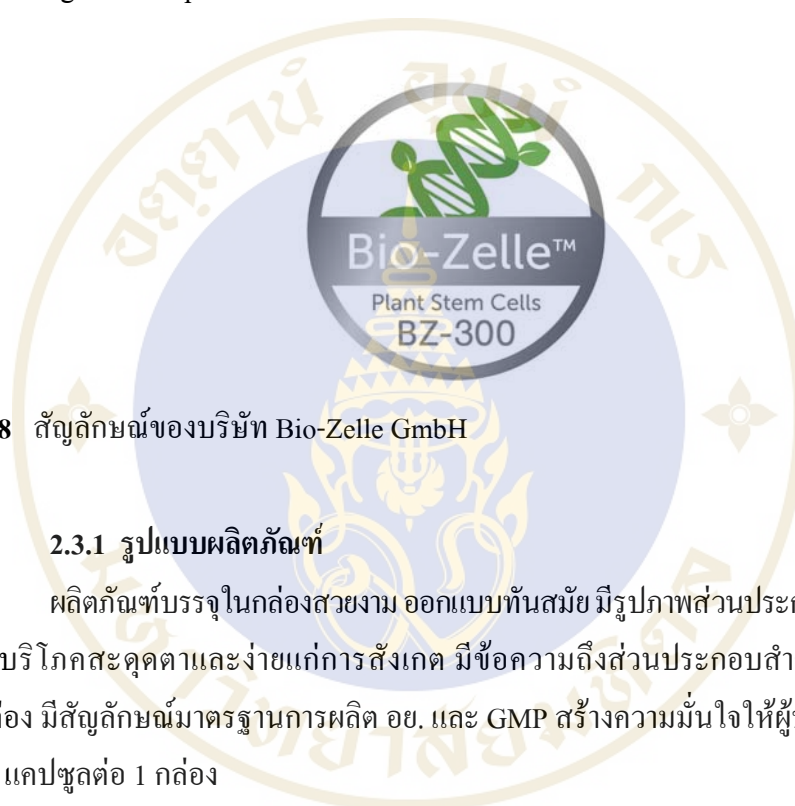 Bio-Zelle™
Plant Stem Cells
BZ-300
8 สัญลักษณ์ของบริษัท Bio-Zelle GmbH
2.3.1 รูปแบบผลิตภัณฑ์
ผลิตภัณฑ์บรรจุในกล่องสวยงาม ออกแบบทันสมัย มีรูปภาพส่วนประก
บริโภคสะดุดตาและง่ายแก่การสังเกต มีข้อความถึงส่วนประกอบสำ
อง มีสัญลักษณ์มาตรฐานการผลิต อย. และ GMP สร้างความมั่นใจให้ผู้
แคปซูลต่อ 1 กล่อง